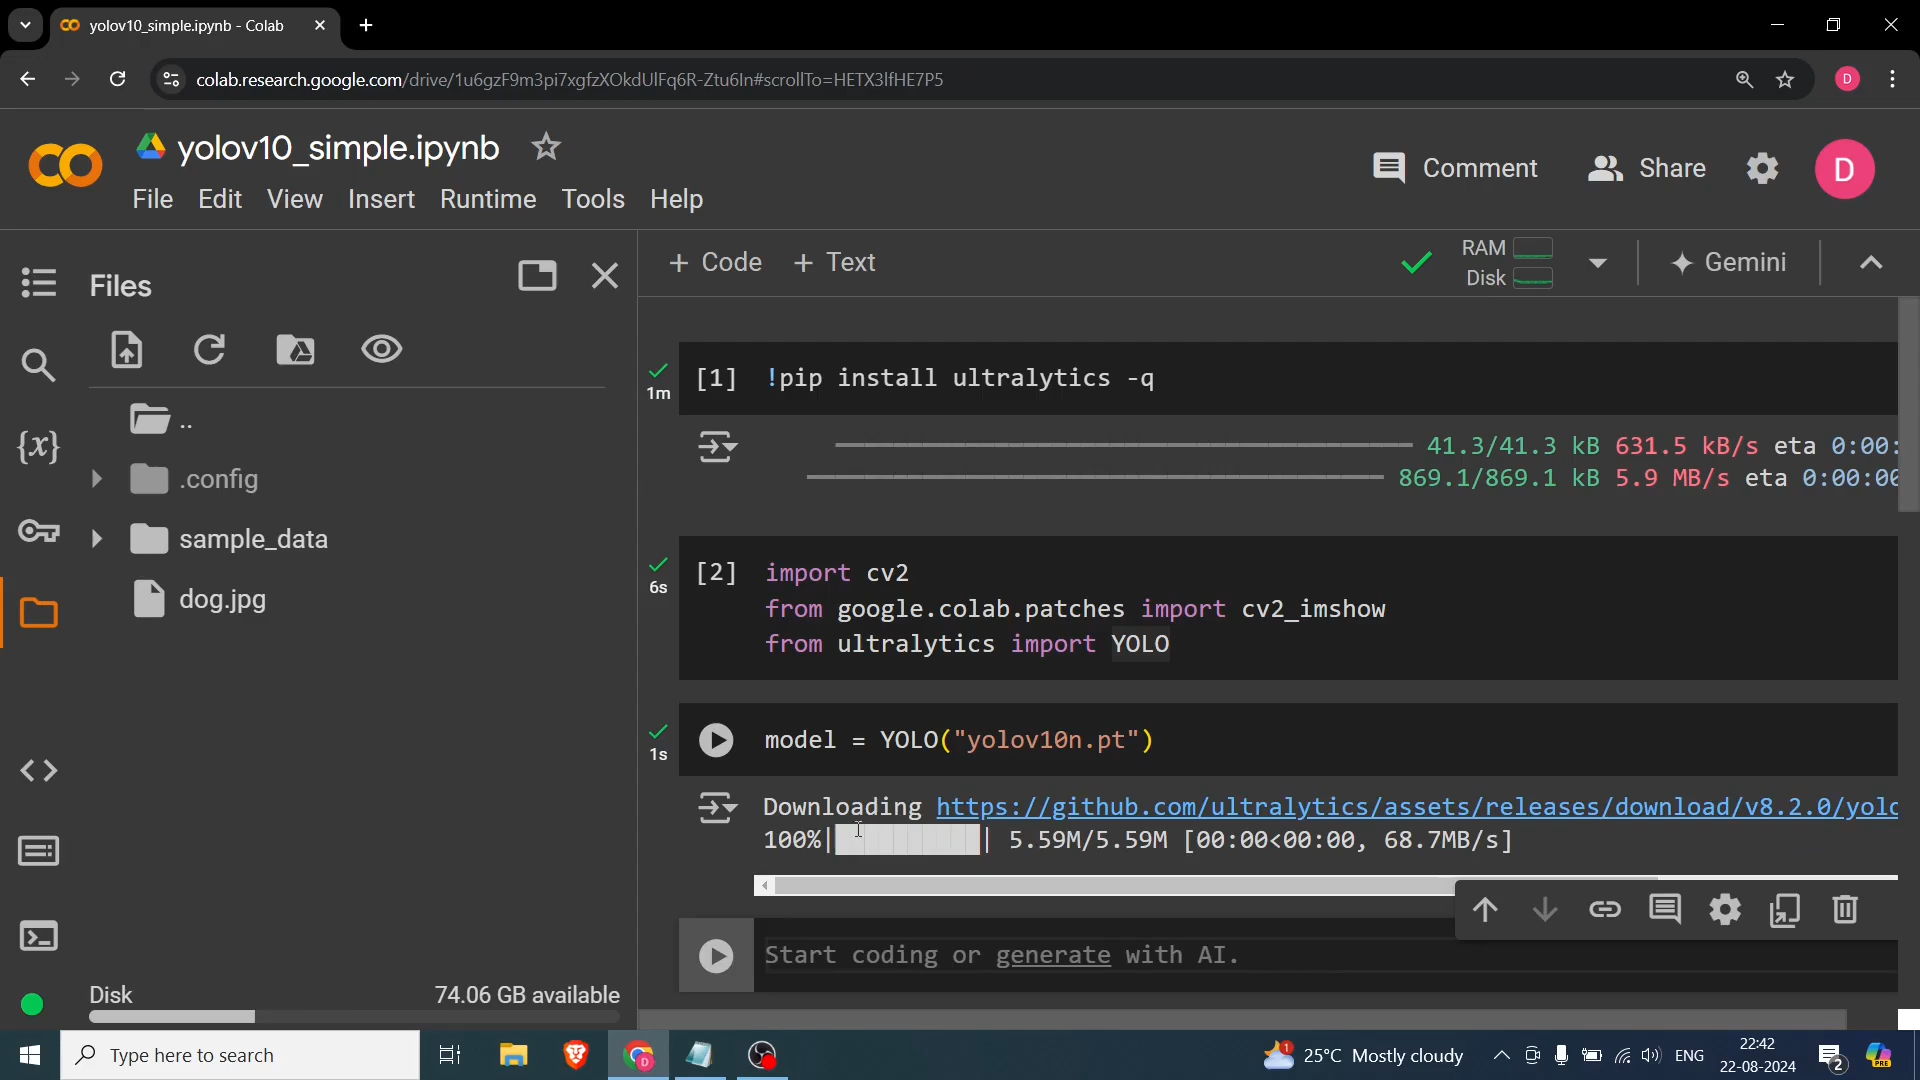 yolov10_simple.ipynb - Colab
colab.research.google.com/drive/1u6gzF9m3pi7xgfzXOkdUlFq6R-Ztu6In#scrollTo=HETX3lfHE7P5
D
yolov10_simple.ipynb
File Edit View Insert Runtime Tools Help
Comment
Share
D
Files
+ Code + Text
RAM
Disk
Gemini
..
.config
sample_data
dog.jpg
{x}
1m
[1] !pip install ultralytics -q
41.3/41.3 kB 631.5 kB/s eta 0:00:
869.1/869.1 kB 5.9 MB/s eta 0:00:00
6s
[2] import cv2
from google.colab.patches import cv2_imshow
from ultralytics import YOLO
1s
model = YOLO("yolov10n.pt")
Downloading https://github.com/ultralytics/assets/releases/download/v8.2.0/yolo
100%|██████████| 5.59M/5.59M [00:00<00:00, 68.7MB/s]
Start coding or generate with AI.
Disk 74.06 GB available
Type here to search
D
1
25°C Mostly cloudy
ENG
22:42
22-08-2024
2
PRE